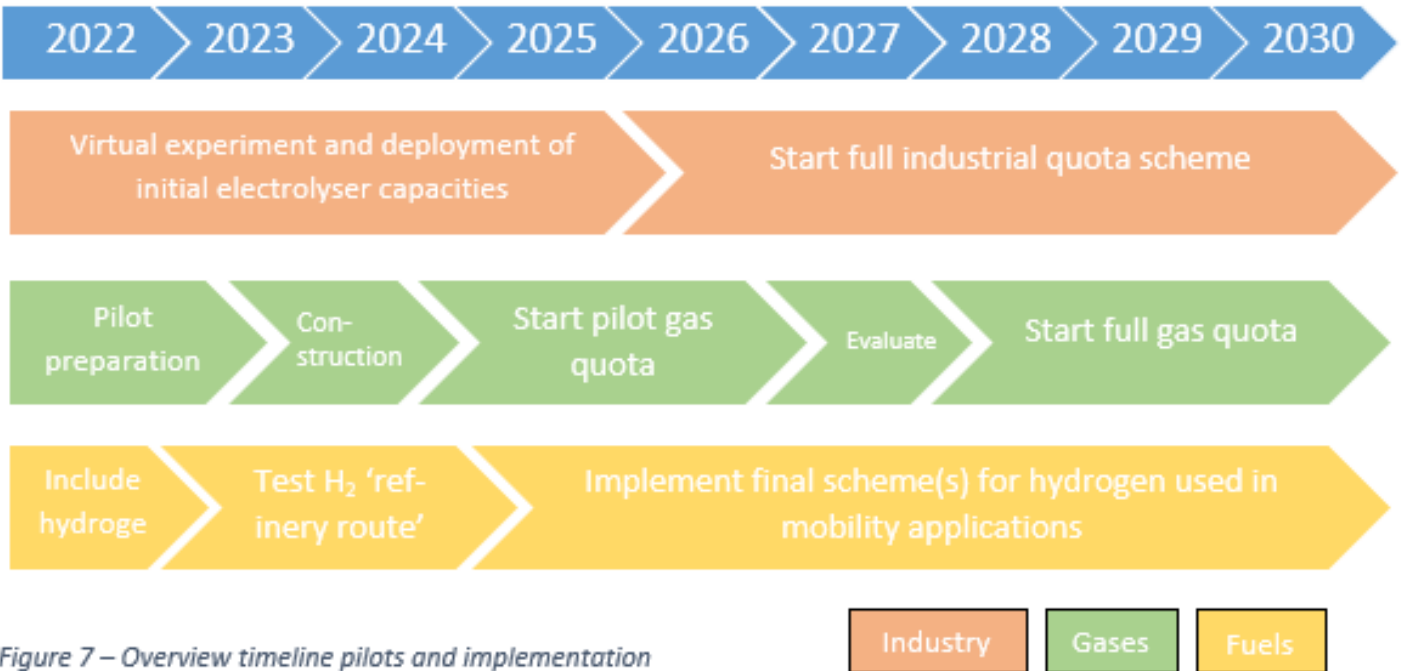 2022 2023 2024 2025 2026 2027 2028 2029 2030
Virtual experiment and deployment of
initial electrolyser capacities
Start full industrial quota scheme
Pilot
preparation
Con-
struction
Start pilot gas
quota
Evaluate
Start full gas quota
Include
hydroge
Test H₂ ‘ref-
inery route’
Implement final scheme(s) for hydrogen used in
mobility applications
Industry
Gases
Fuels
Figure 7 – Overview timeline pilots and implementation